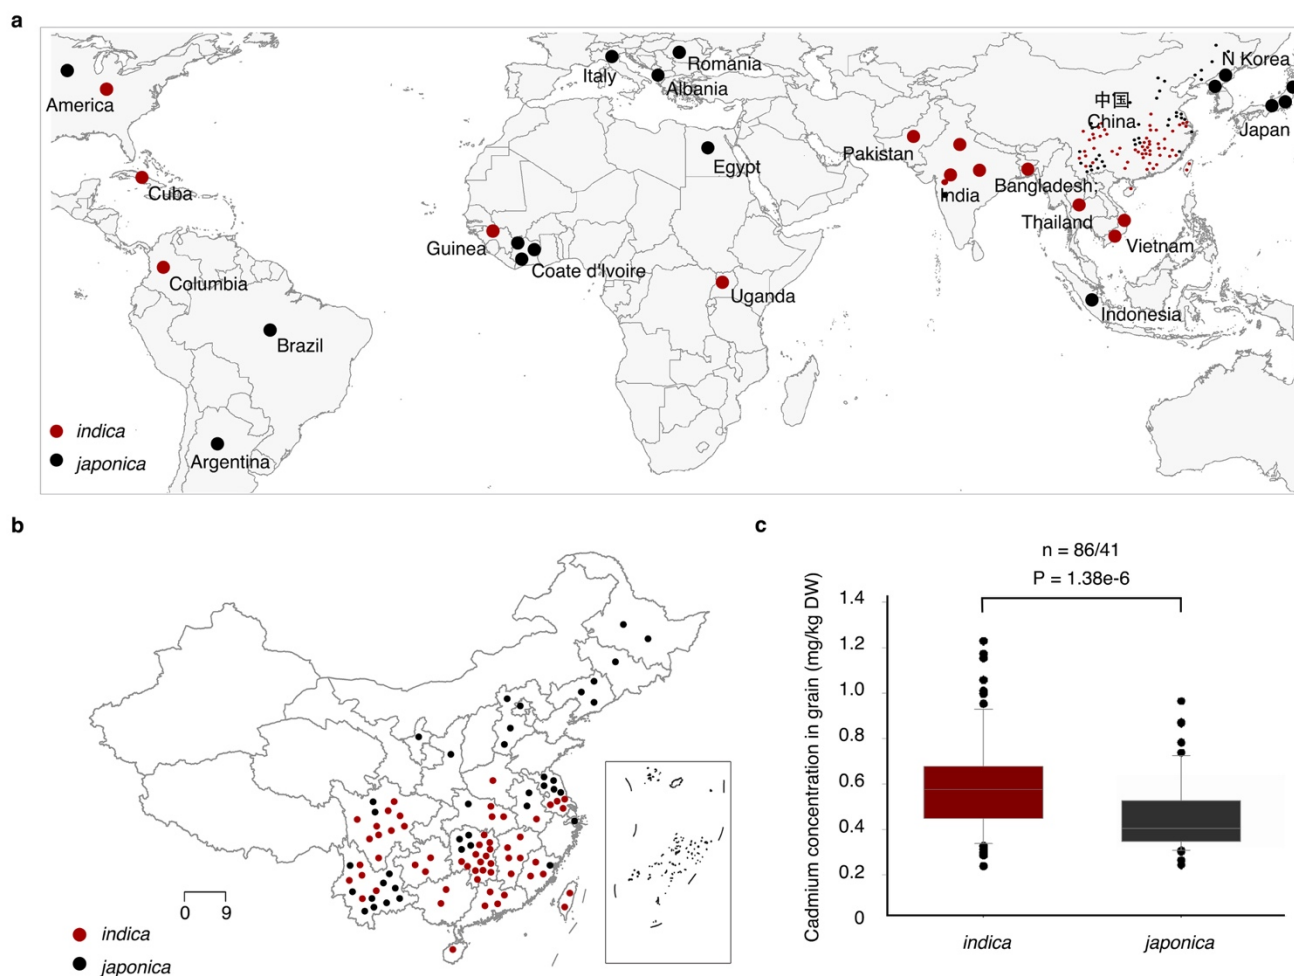 a
N Korea
Romania
Italy
Albania
America
中国
China
Japan
Pakistan
Egypt
Cuba
India
Bangladesh
Thailand
Guinea
Vietnam
Coate d'Ivoire
Columbia
Uganda
Indonesia
Brazil
indica
japonica
Argentina
b
0 9
indica
japonica
c
n = 86/41
P = 1.38e-6
Cadmium concentration in grain (mg/kg DW)
1.4
1.2
1.0
0.8
0.6
0.4
0.2
0
indica
japonica